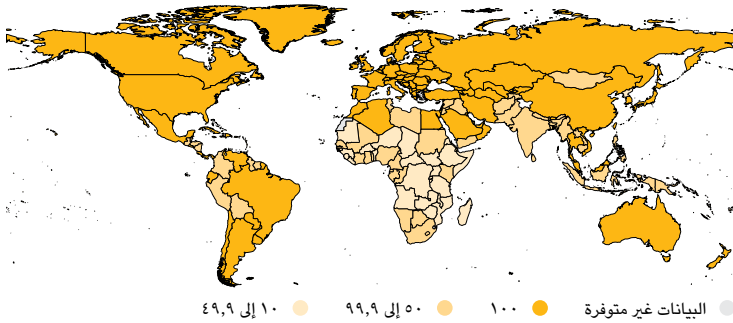 البيانات غير متوفرة ١٠٠ ٥٠ إلى ٩٩,٩ ١٠ إلى ٤٩,٩